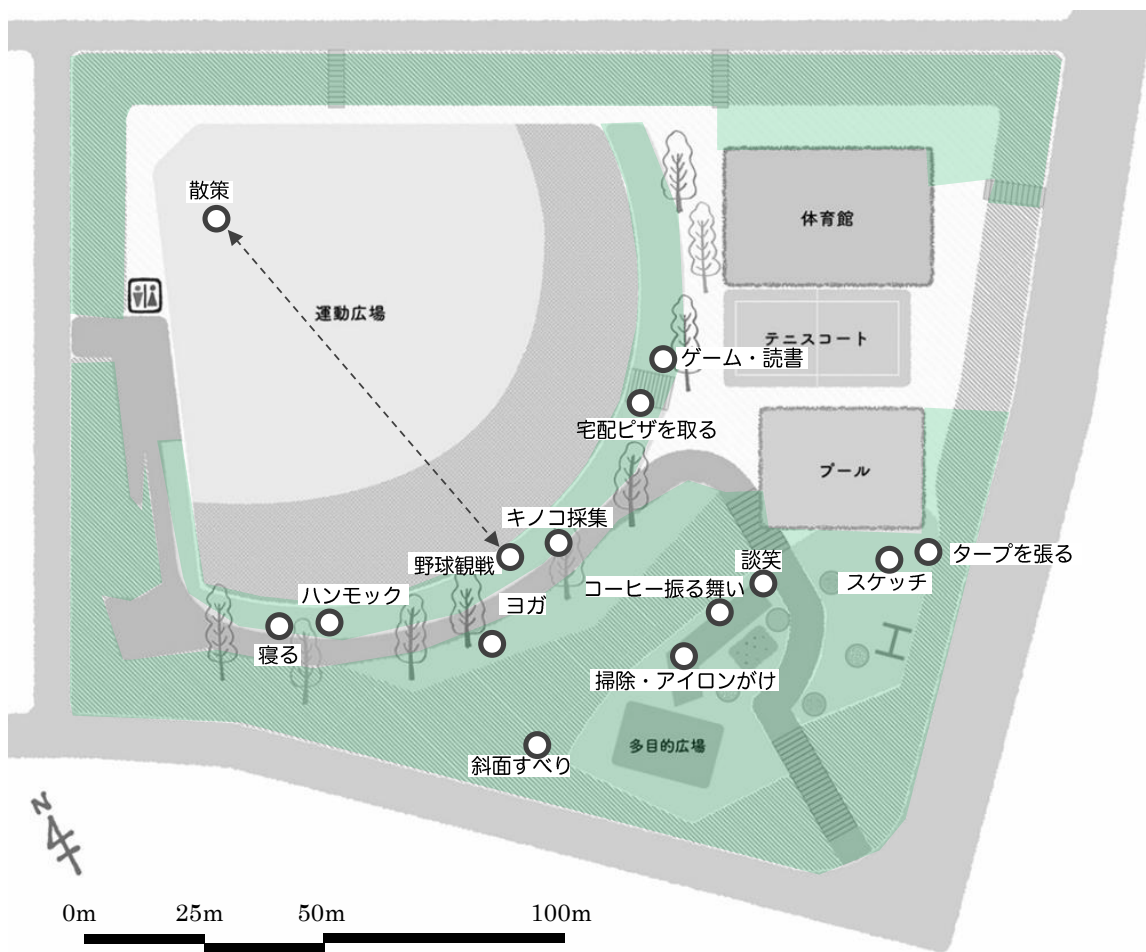 散策
体育館
運動広場
テニスコート
ゲーム・読書
宅配ピザを取る
プール
キノコ採集
野球観戦
談笑
タープを張る
スケッチ
コーヒー振る舞い
ハンモック
ヨガ
寝る
掃除・アイロンがけ
多目的広場
斜面すべり
N
0m 25m 50m 100m